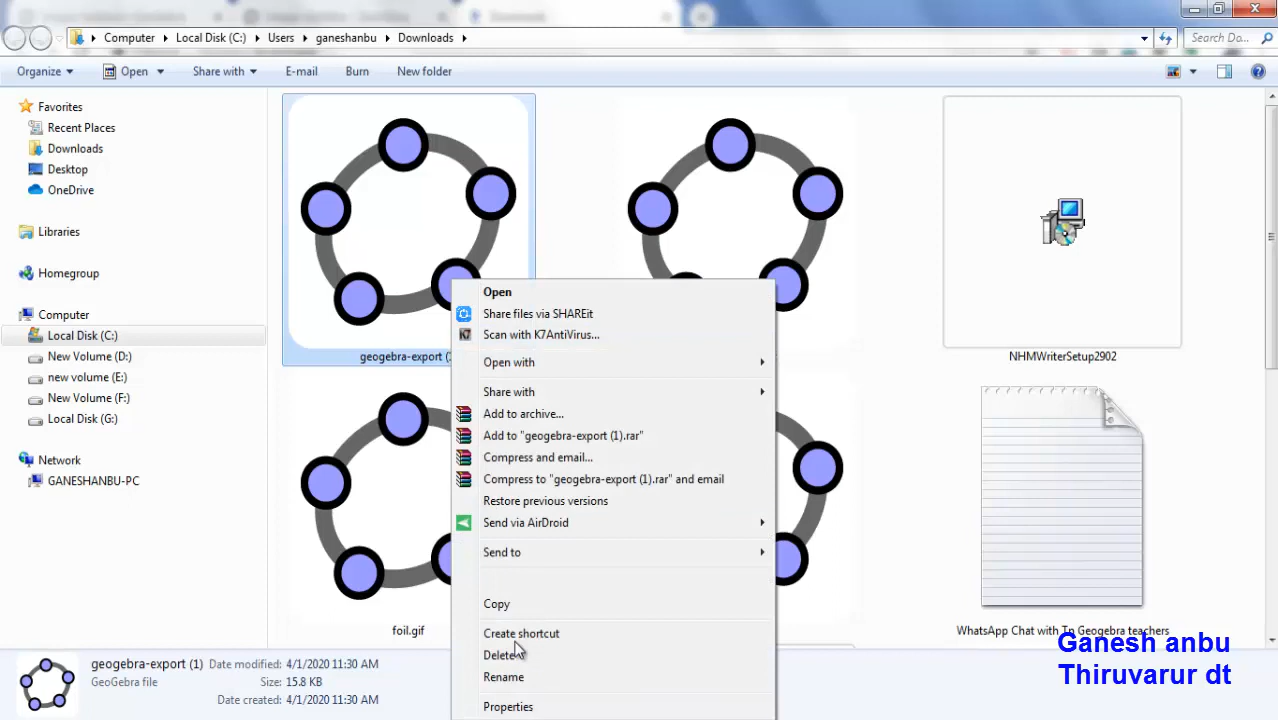 Computer Local Disk (C:) Users ganeshanbu Downloads
Search Do...
Organize Open Share with E-mail Burn New folder
Favorites
Recent Places
Downloads
Desktop
OneDrive
Libraries
Homegroup
Computer
Local Disk (C:)
New Volume (D:)
new volume (E:)
New Volume (F:)
Local Disk (G:)
Network
GANESHANBU-PC
geogebra-export (
NHMWriterSetup2902
foil.gif
WhatsApp Chat with Tn Geogebra teachers
Open
Share files via SHAREit
Scan with K7AntiVirus...
Open with
Share with
Add to archive...
Add to "geogebra-export (1).rar"
Compress and email...
Compress to "geogebra-export (1).rar" and email
Restore previous versions
Send via AirDroid
Send to
Copy
Create shortcut
Delete
Rename
Properties
geogebra-export (1) Date modified: 4/1/2020 11:30 AM
GeoGebra file Size: 15.8 KB
Date created: 4/1/2020 11:30 AM
Ganesh anbu
Thiruvarur dt